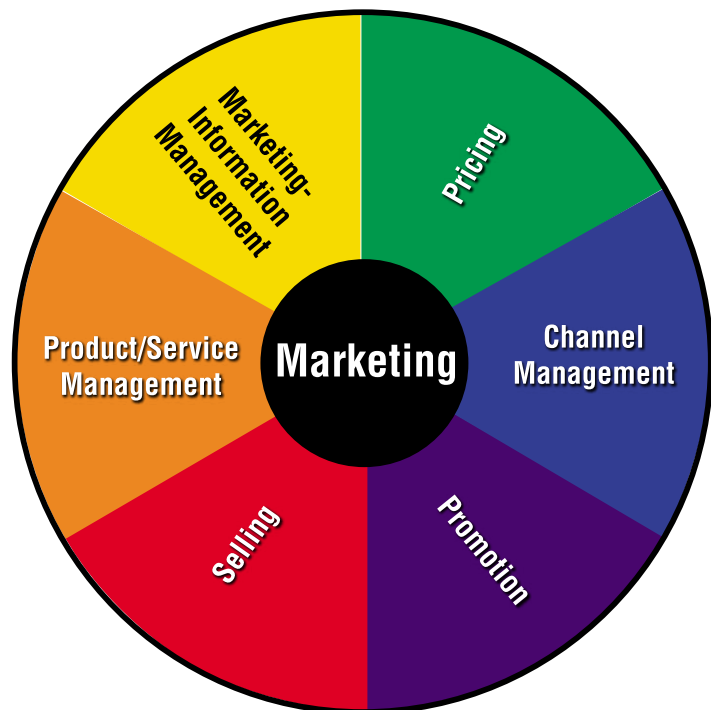 Marketing-
Information
Management
Pricing
Product/Service
Management
Marketing
Channel
Management
Selling
Promotion